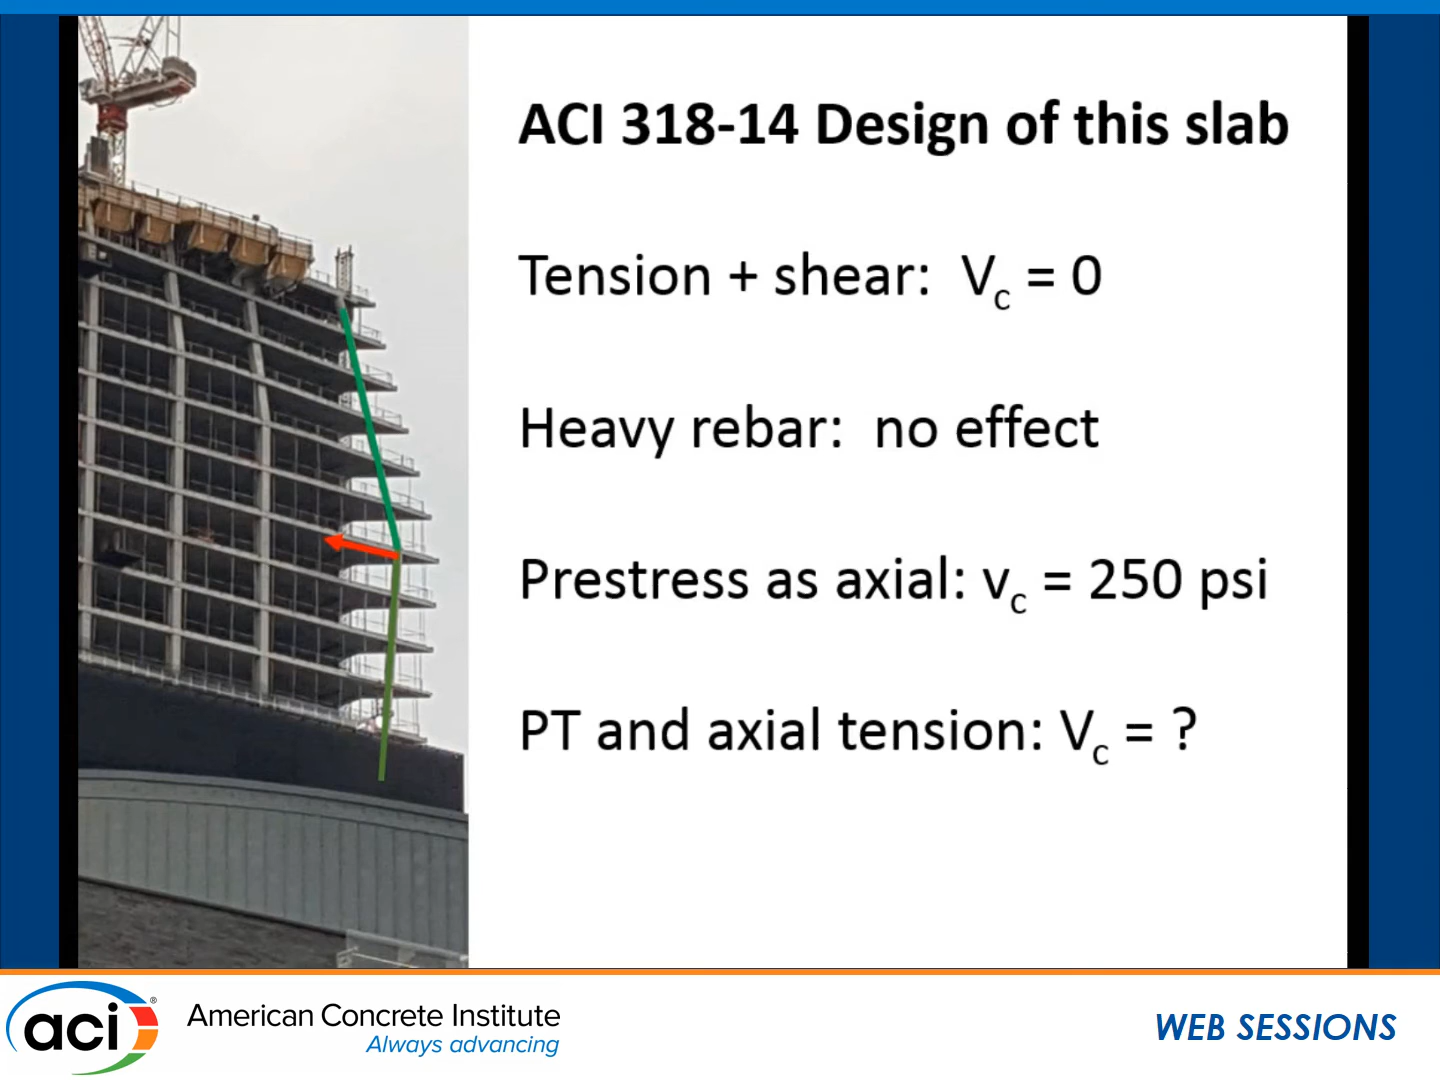 ACI 318-14 Design of this slab
Tension + shear: Vc = 0
Heavy rebar: no effect
Prestress as axial: vc = 250 psi
PT and axial tension: Vc = ?
aci®
American Concrete Institute
Always advancing
WEB SESSIONS